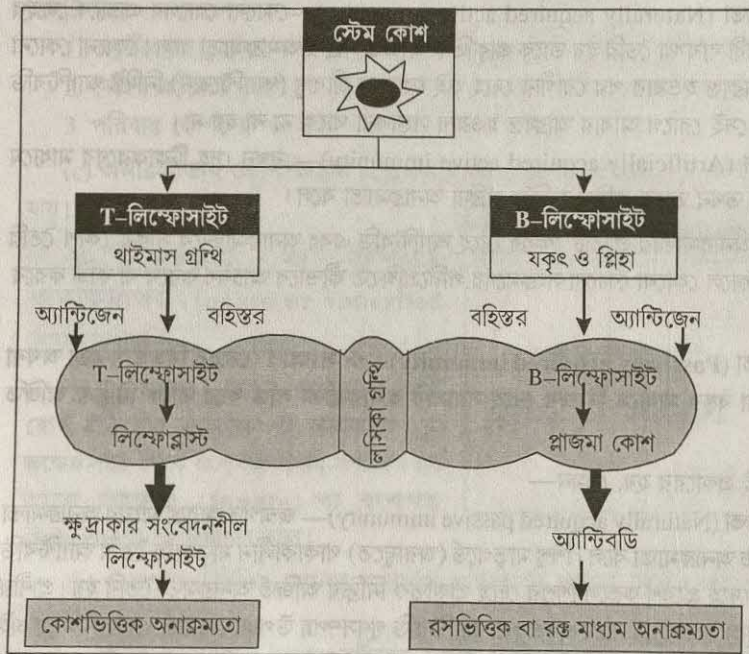 স্টেম কোশ
T–লিম্ফোসাইট
থাইমাস গ্রন্থি
B–লিম্ফোসাইট
যকৃৎ ও প্লিহা
অ্যান্টিজেন
বহিস্তর
বহিস্তর
অ্যান্টিজেন
T–লিম্ফোসাইট
লিম্ফোব্লাস্ট
লসিকা গ্রন্থি
B–লিম্ফোসাইট
প্লাজমা কোশ
ক্ষুদ্রাকার সংবেদনশীল
লিম্ফোসাইট
অ্যান্টিবডি
কোশভিত্তিক অনাক্রম্যতা
রসভিত্তিক বা রক্ত মাধ্যম অনাক্রম্যতা